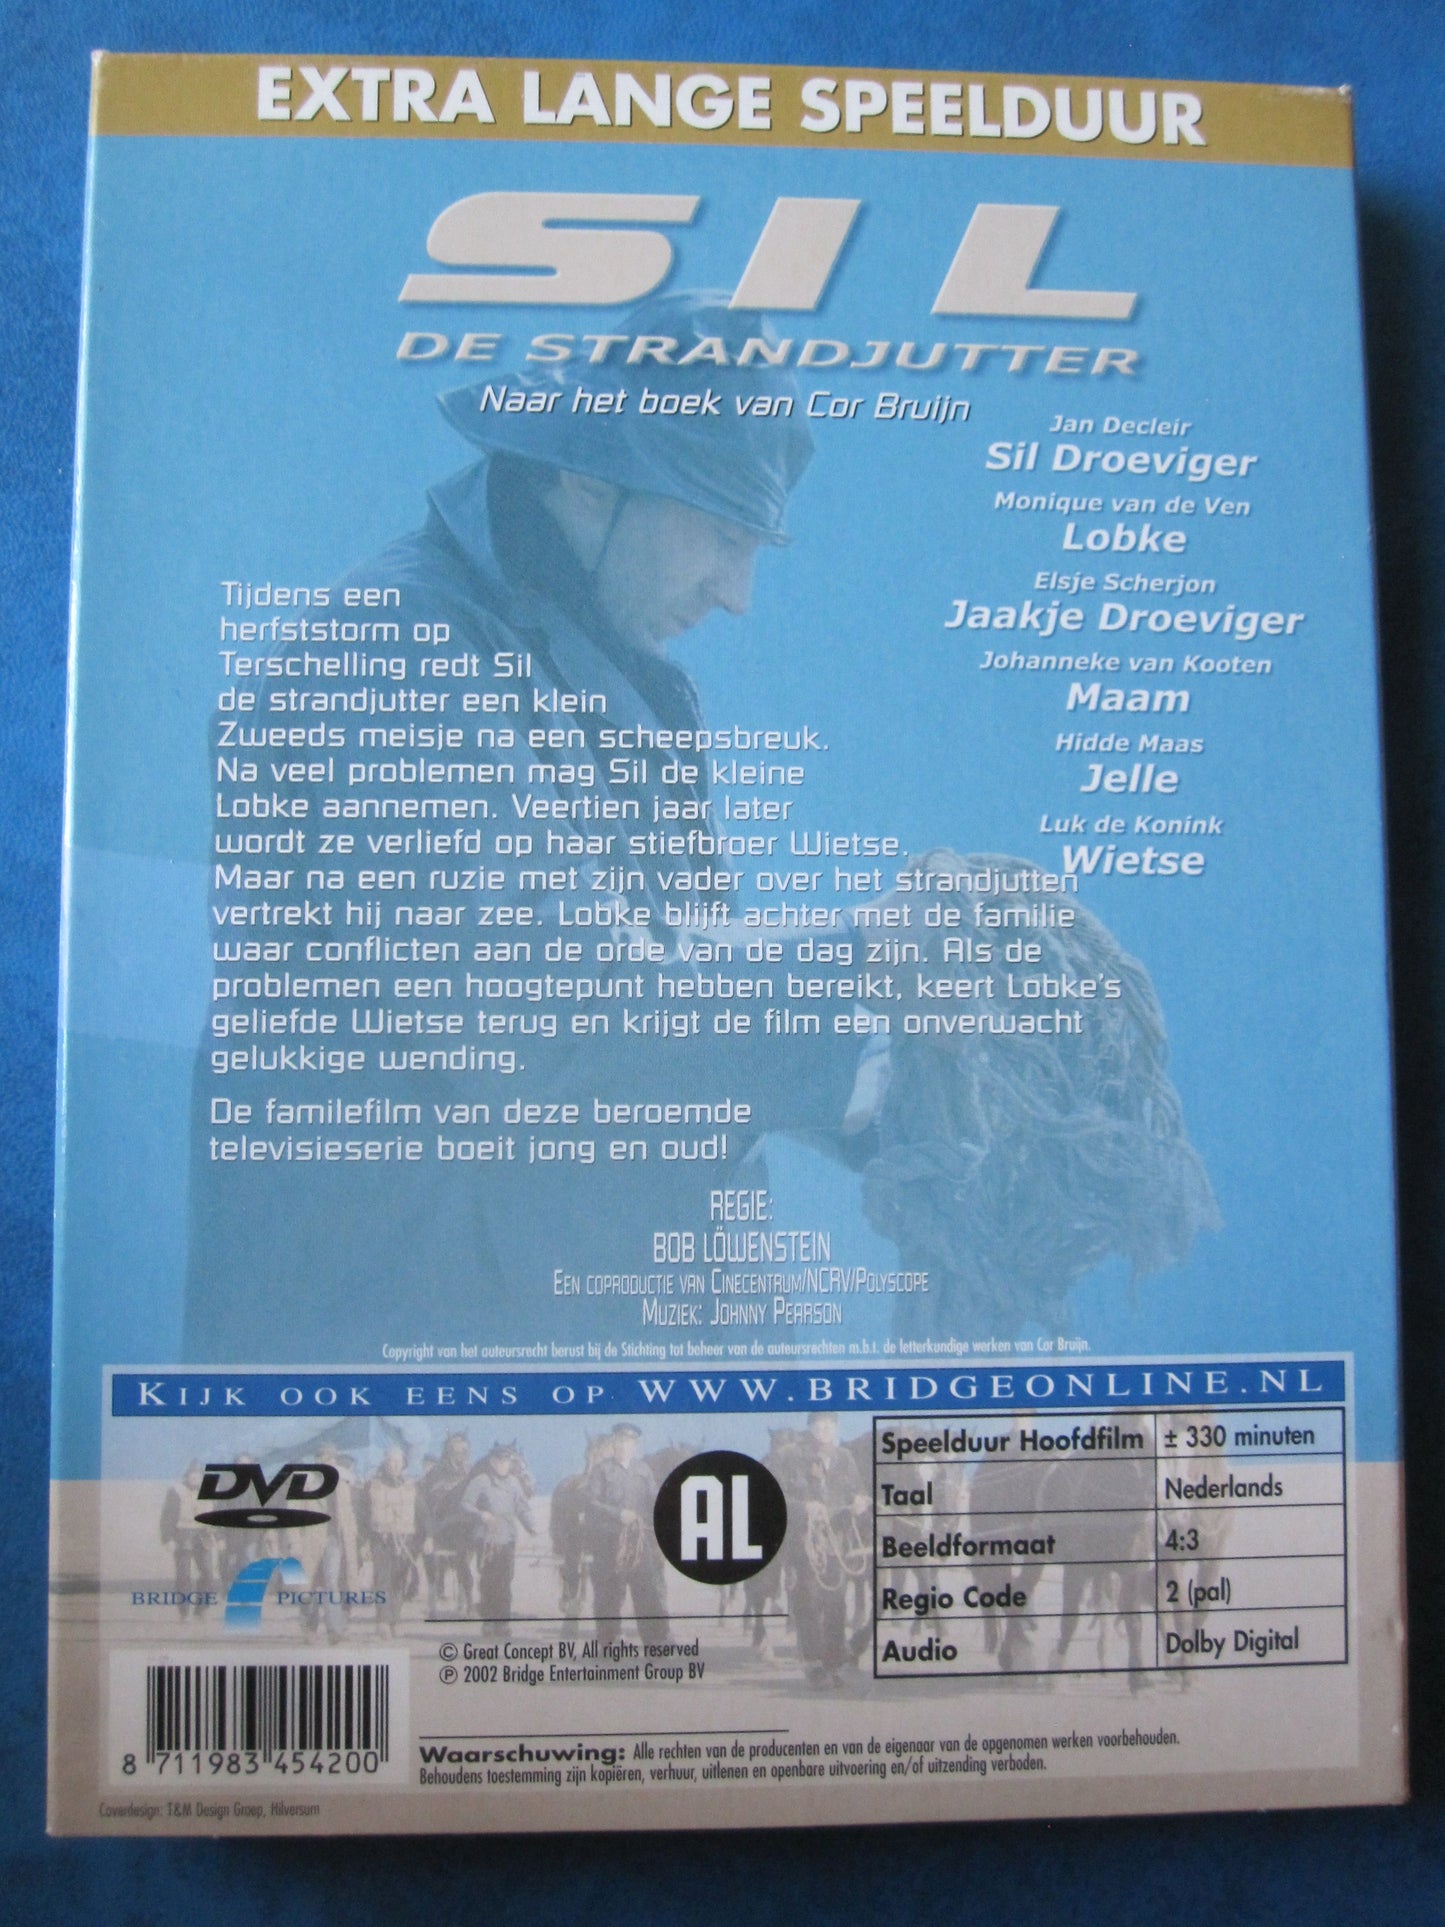 EXTRA LANGE SPEELDUUR
SIL
DE STRANDJUTTER
Naar het boek van Cor Bruijn
Jan Decleir
Sil Droeviger
Monique van de Ven
Lobke
Elsje Scherjon
Jaakje Droeviger
Johanneke van Kooten
Maam
Hidde Maas
Jelle
Luk de Konink
Wietse
Tijdens een
herfststorm op
Terschelling redt Sil
de strandjutter een klein
Zweeds meisje na een scheepsbreuk.
Na veel problemen mag Sil de kleine
Lobke aannemen. Veertien jaar later
wordt ze verliefd op haar stiefbroer Wietse.
Maar na een ruzie met zijn vader over het strandjutten
vertrekt hij naar zee. Lobke blijft achter met de familie
waar conflicten aan de orde van de dag zijn. Als de
problemen een hoogtepunt hebben bereikt, keert Lobke's
geliefde Wietse terug en krijgt de film een onverwacht
gelukkige wending.
De familefilm van deze beroemde
televisieserie boeit jong en oud!
REGIE:
BOB LÖWENSTEIN
EEN COPRODUCTIE VAN CINECENTRUM/NCRV/POLYSCOPE
MUZIEK: JOHNNY PEARSON
Copyright van het auteursrecht berust bij de Stichting tot beheer van de auteursrechten m.b.t. de letterkundige werken van Cor Bruijn.
KIJK OOK EENS OP WWW.BRIDGEONLINE.NL
DVD
AL
BRIDGE PICTURES
Speelduur Hoofdfilm ± 330 minuten
Taal Nederlands
Beeldformaat 4:3
Regio Code 2 (pal)
Audio Dolby Digital
© Great Concept BV, All rights reserved
℗ 2002 Bridge Entertainment Group BV
8 711983 454200
Waarschuwing: Alle rechten van de producenten en van de eigenaar van de opgenomen werken voorbehouden.
Behoudens toestemming zijn kopiëren, verhuur, uitlenen en openbare uitvoering en/of uitzending verboden.
Coverdesign: T&M Design Groep, Hilversum